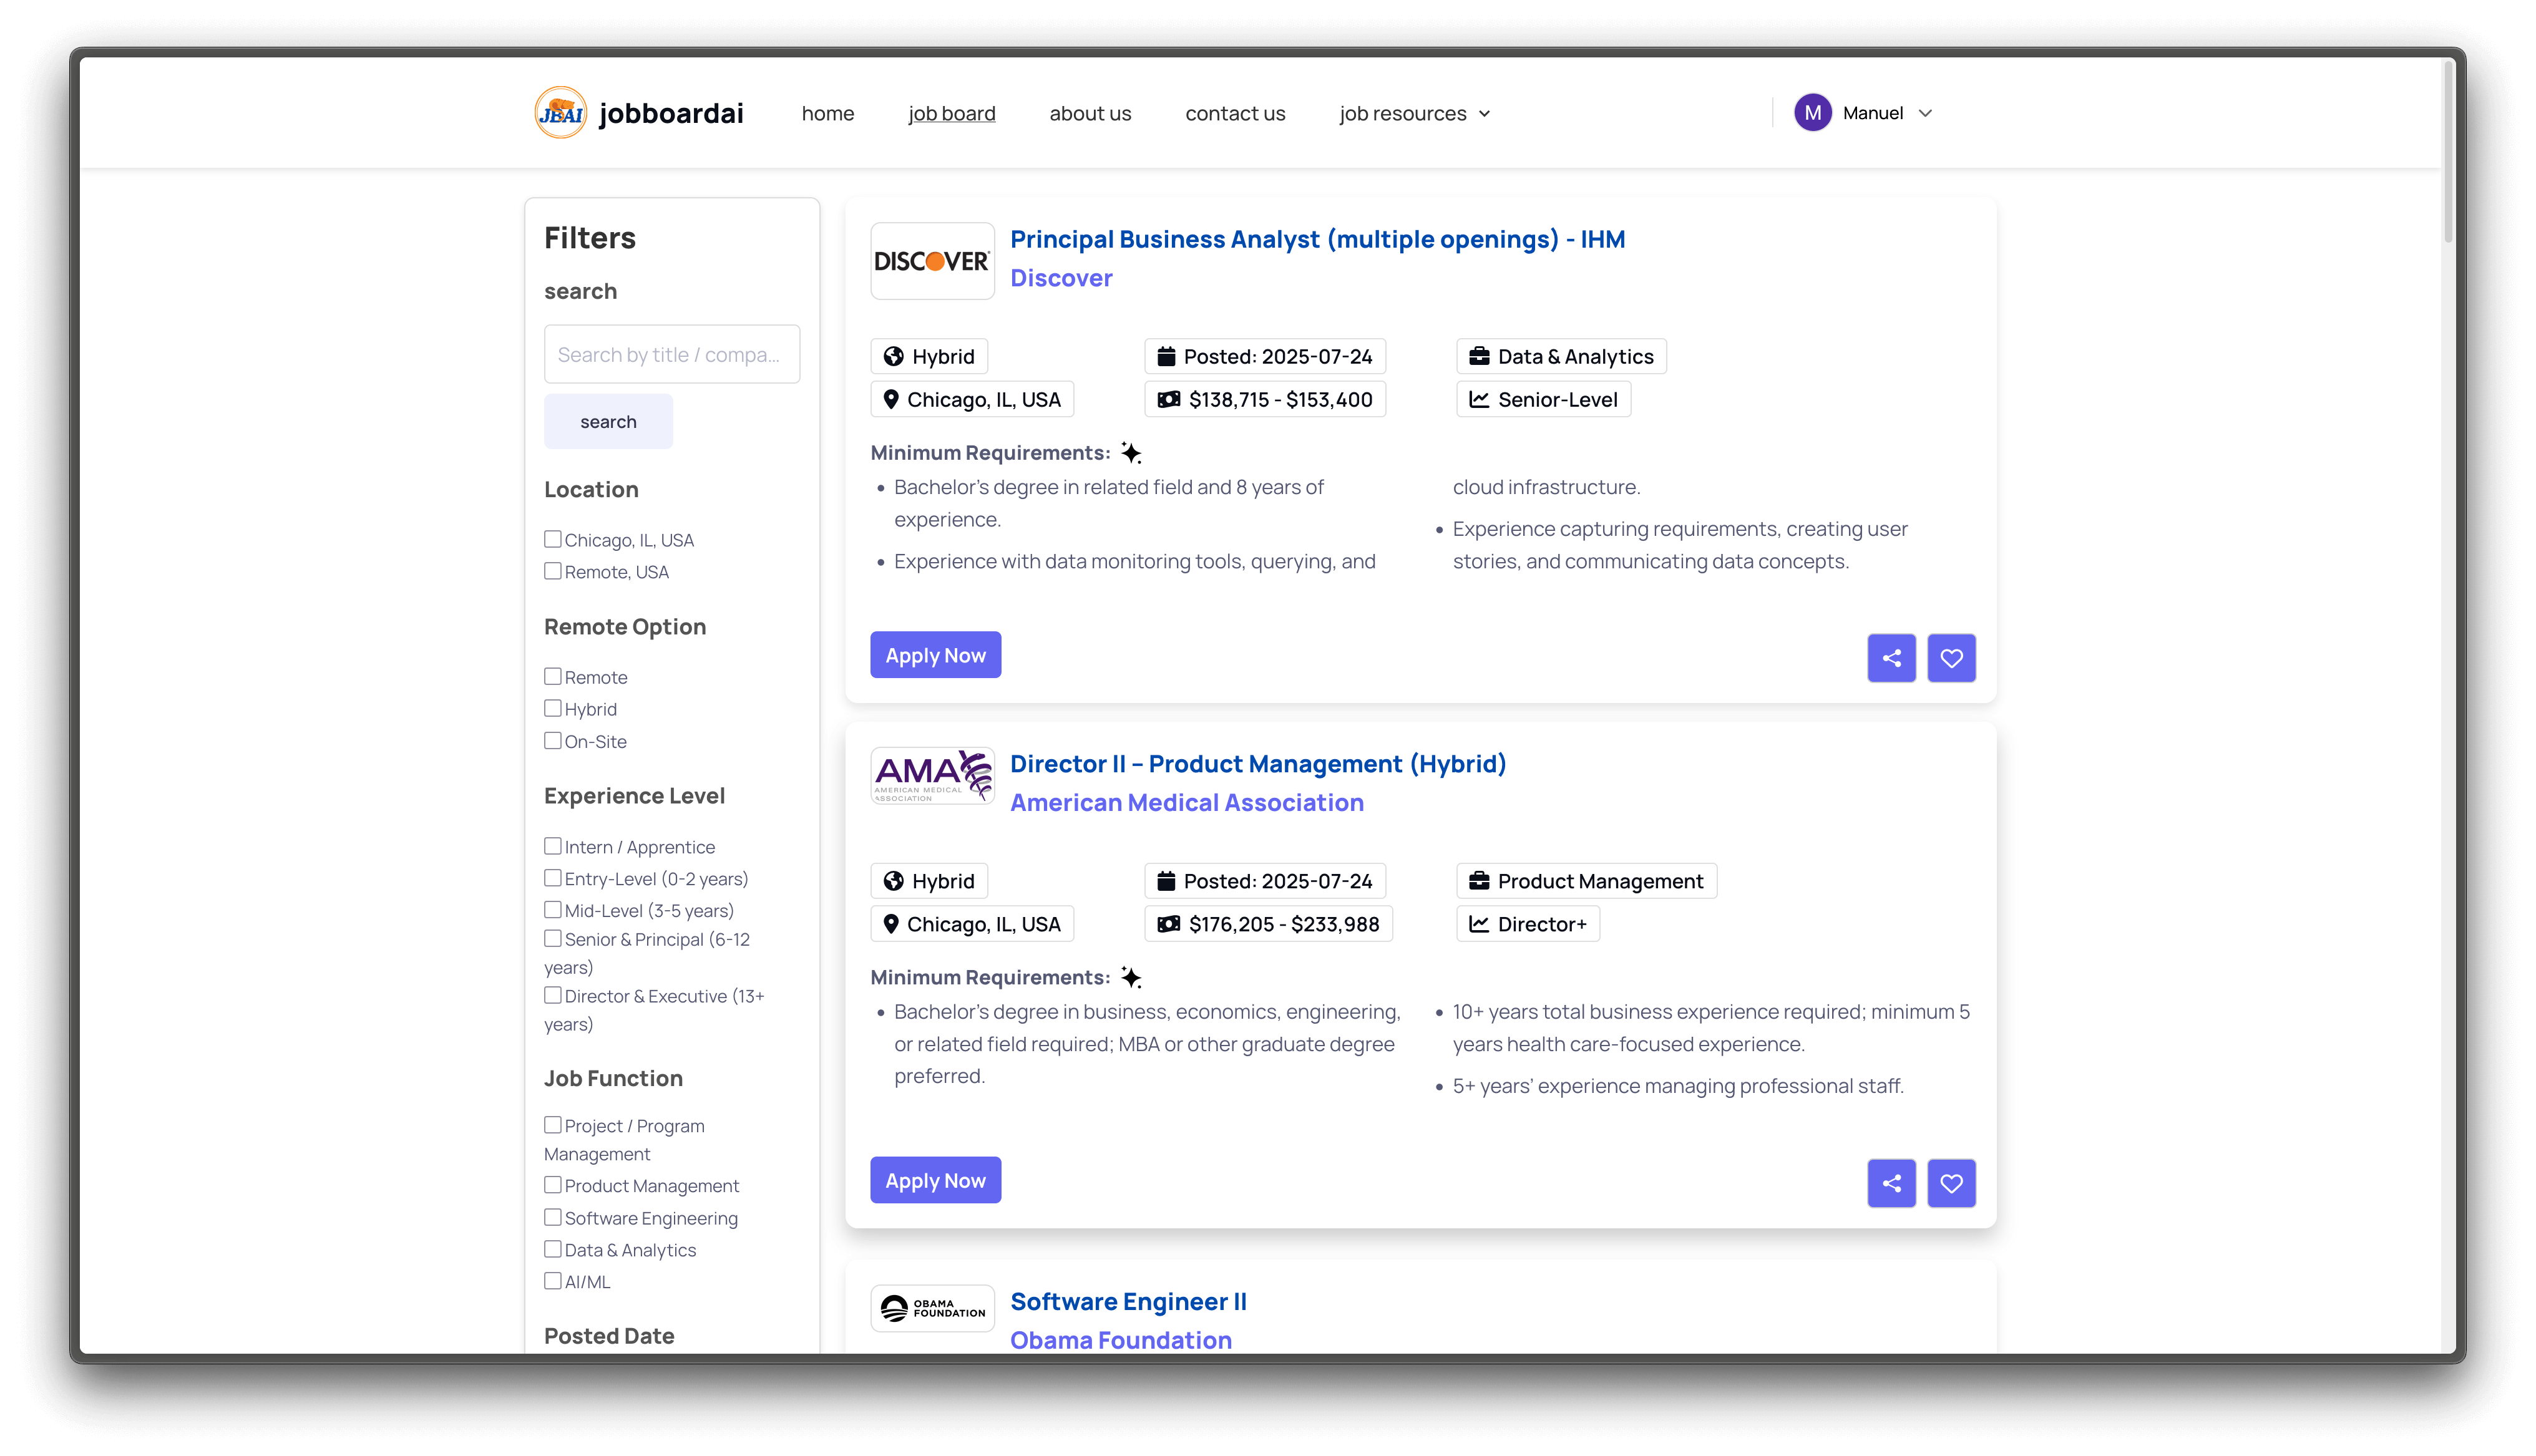 JBAI jobboardai
home
job board
about us
contact us
job resources
M Manuel
Filters
search
Search by title / compa...
search
Location
Chicago, IL, USA
Remote, USA
Remote Option
Remote
Hybrid
On-Site
Experience Level
Intern / Apprentice
Entry-Level (0-2 years)
Mid-Level (3-5 years)
Senior & Principal (6-12
years)
Director & Executive (13+
years)
Job Function
Project / Program
Management
Product Management
Software Engineering
Data & Analytics
AI/ML
Posted Date
DISCOVER
Principal Business Analyst (multiple openings) - IHM
Discover
Hybrid
Posted: 2025-07-24
Data & Analytics
Chicago, IL, USA
$138,715 - $153,400
Senior-Level
Minimum Requirements:
• Bachelor's degree in related field and 8 years of
experience.
• Experience with data monitoring tools, querying, and
cloud infrastructure.
• Experience capturing requirements, creating user
stories, and communicating data concepts.
Apply Now
AMA
AMERICAN MEDICAL
ASSOCIATION
Director II – Product Management (Hybrid)
American Medical Association
Hybrid
Posted: 2025-07-24
Product Management
Chicago, IL, USA
$176,205 - $233,988
Director+
Minimum Requirements:
• Bachelor's degree in business, economics, engineering,
or related field required; MBA or other graduate degree
preferred.
• 10+ years total business experience required; minimum 5
years health care-focused experience.
• 5+ years’ experience managing professional staff.
Apply Now
OBAMA
FOUNDATION
Software Engineer II
Obama Foundation